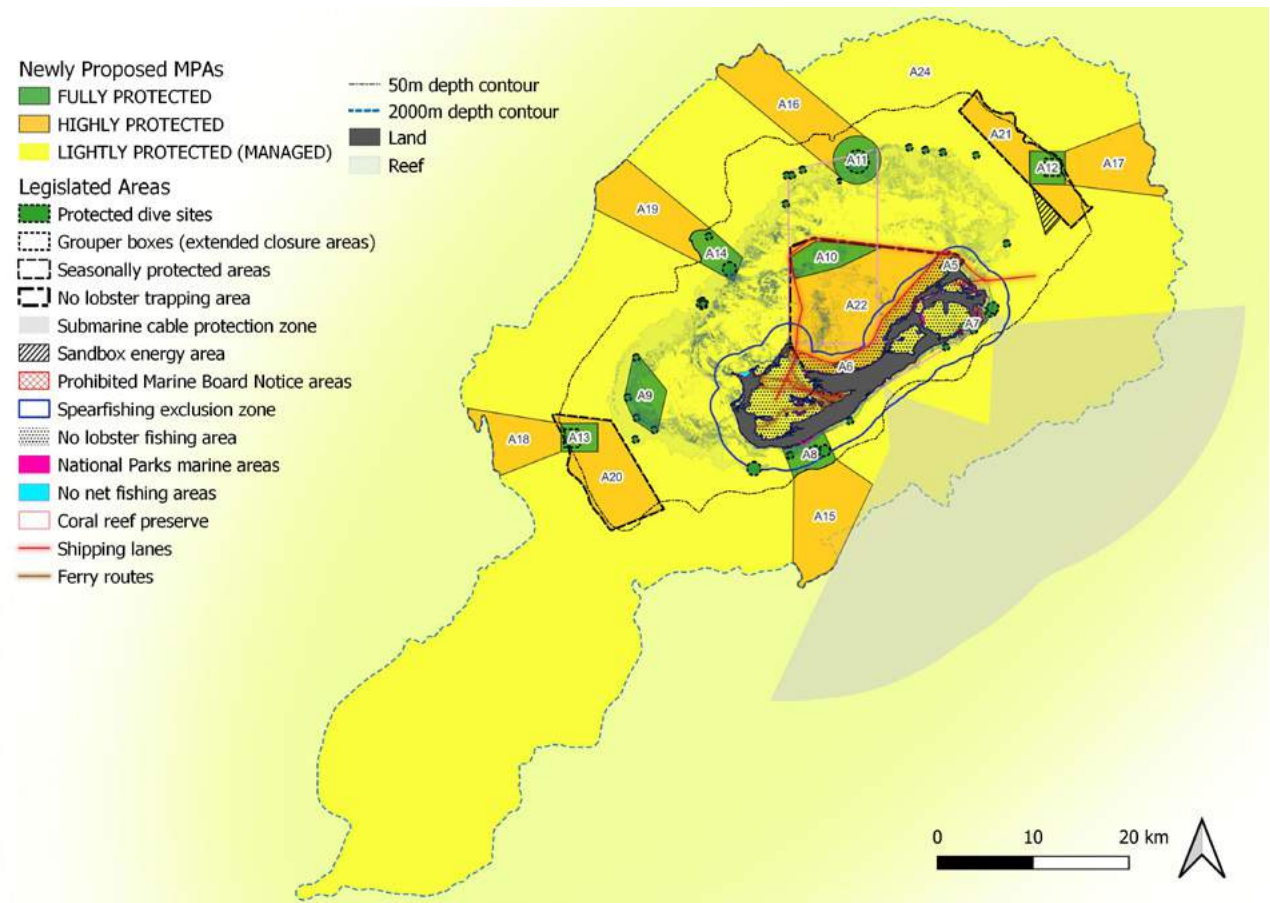 Newly Proposed MPAs
FULLY PROTECTED
HIGHLY PROTECTED
LIGHTLY PROTECTED (MANAGED)
Legislated Areas
Protected dive sites
Grouper boxes (extended closure areas)
Seasonally protected areas
No lobster trapping area
Submarine cable protection zone
Sandbox energy area
Prohibited Marine Board Notice areas
Spearfishing exclusion zone
No lobster fishing area
National Parks marine areas
No net fishing areas
Coral reef preserve
Shipping lanes
Ferry routes
50m depth contour
2000m depth contour
Land
Reef
A24
A16
A21
A11
A12
A17
A19
A14
A10
A5
A22
A7
A6
A9
A18
A13
A20
A8
A15
0 10 20 km